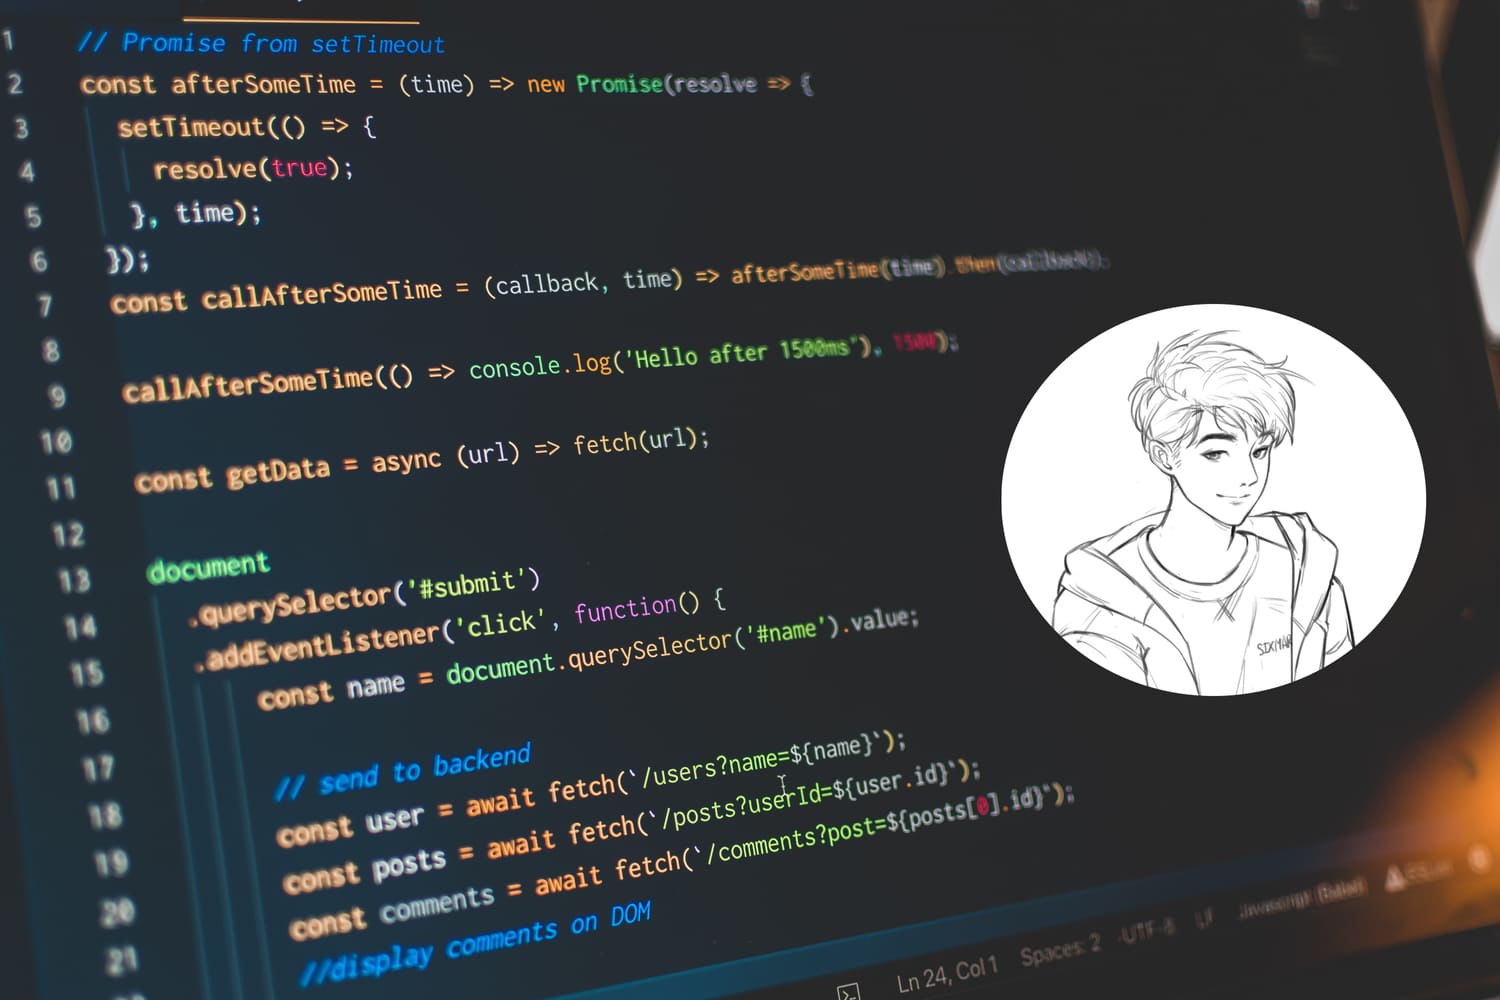 1 // Promise from setTimeout
2 const afterSomeTime = (time) => new Promise(resolve => {
3 setTimeout(() => {
4 resolve(true);
5 }, time);
6 });
7 const callAfterSomeTime = (callback, time) => afterSomeTime(time).then(callback);
8
9 callAfterSomeTime(() => console.log('Hello after 1500ms'), 1500);
10
11 const getData = async (url) => fetch(url);
12
13 document
14 .querySelector('#submit')
15 .addEventListener('click', function() {
16 const name = document.querySelector('#name').value;
17
18 // send to backend
19 const user = await fetch(`/users?name=${name}`);
20 const posts = await fetch(`/posts?userId=${user.id}`);
21 const comments = await fetch(`/comments?post=${posts[0].id}`);
//display comments on DOM
Ln 24, Col 1 Spaces: 2 UTF-8 LF Javascript (Babel)